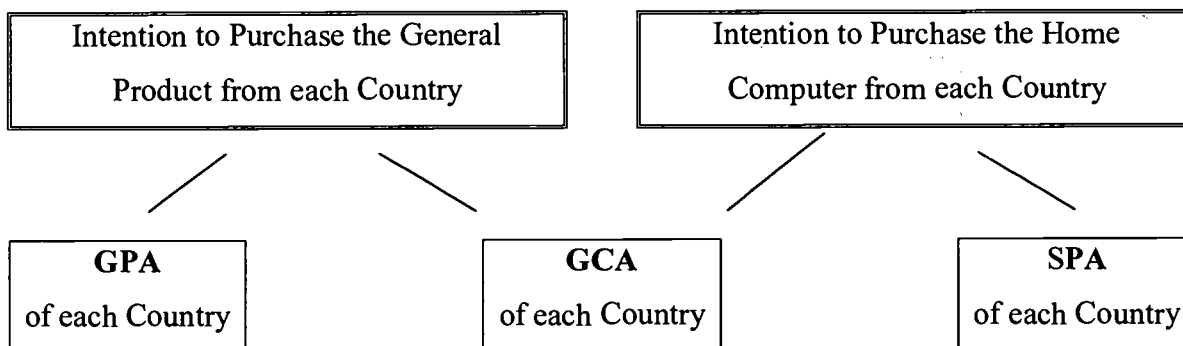 Intention to Purchase the General
Product from each Country
Intention to Purchase the Home
Computer from each Country
GPA
of each Country
GCA
of each Country
SPA
of each Country